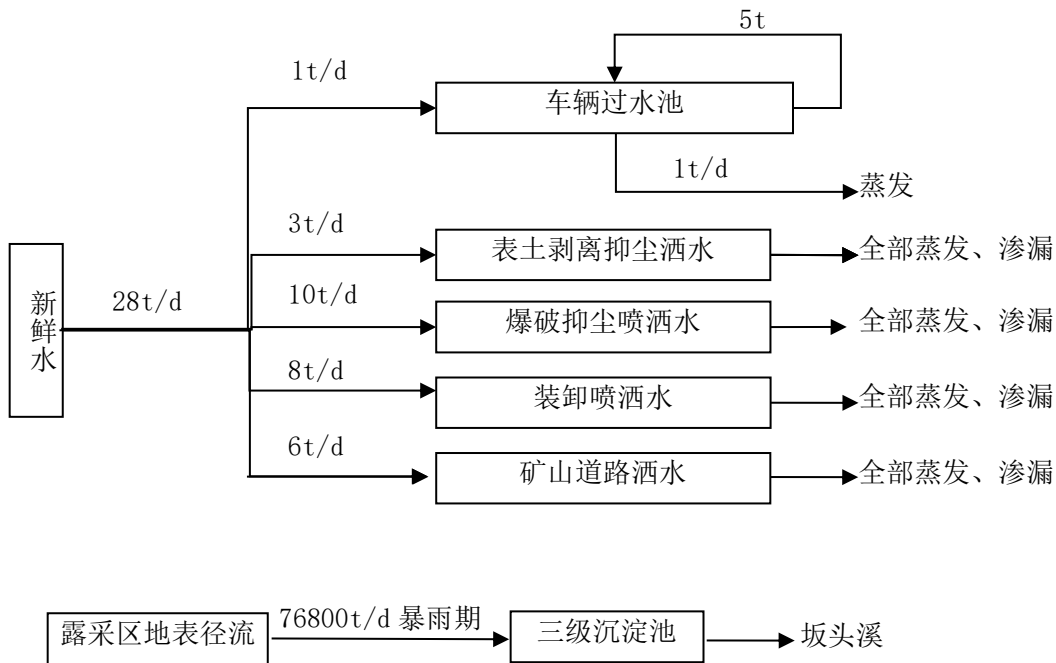 5t
1t/d
车辆过水池
1t/d
蒸发
3t/d
表土剥离抑尘洒水
全部蒸发、渗漏
新鲜水
28t/d
10t/d
爆破抑尘喷洒水
全部蒸发、渗漏
8t/d
装卸喷洒水
全部蒸发、渗漏
6t/d
矿山道路洒水
全部蒸发、渗漏
露采区地表径流
76800t/d 暴雨期
三级沉淀池
坂头溪